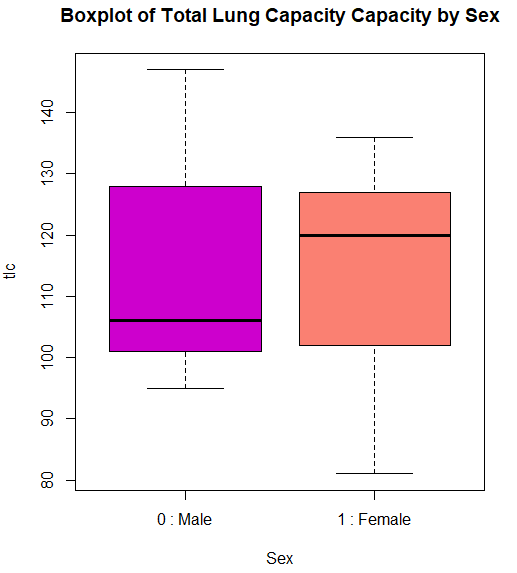 Boxplot of Total Lung Capacity Capacity by Sex
140
130
120
110
100
90
80
tlc
0 : Male
1 : Female
Sex